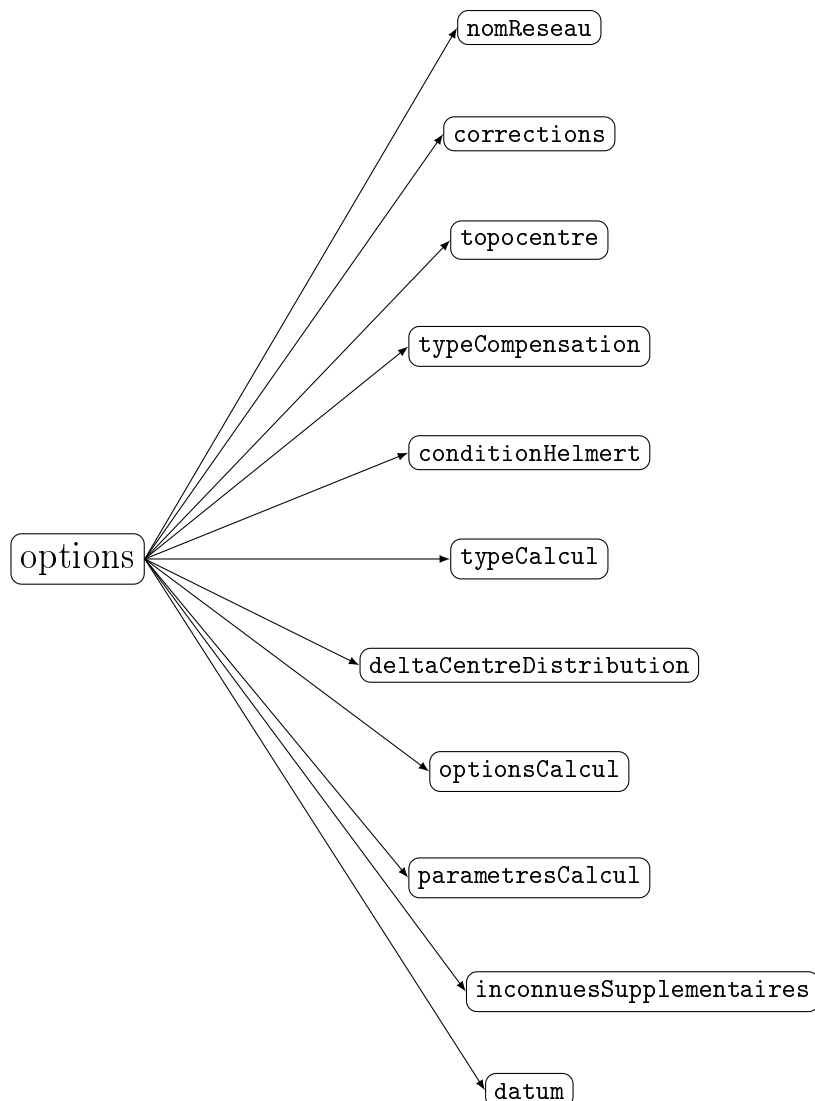 nomReseau
corrections
topocentre
typeCompensation
conditionHelmert
options
typeCalcul
deltaCentreDistribution
optionsCalcul
parametresCalcul
inconnuesSupplementaires
datum